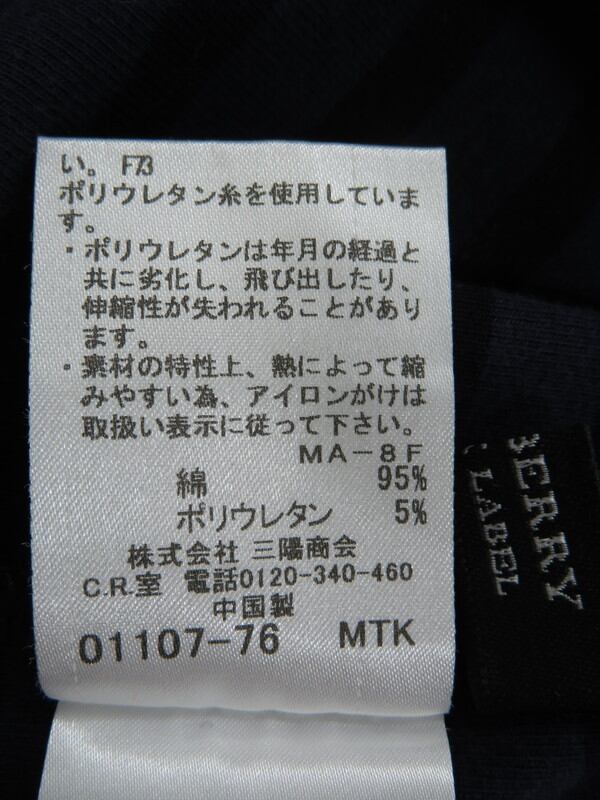 い。 F73
ポリウレタン糸を使用していま
す。
・ポリウレタンは年月の経過と
共に劣化し、飛び出したり、
伸縮性が失われることがあり
ます。
・素材の特性上、熱によって縮
みやすい為、アイロンがけは
取扱い表示に従って下さい。
MA-8F
綿 95%
ポリウレタン 5%
株式会社 三陽商会
C.R.室 電話0120-340-460
中国製
01107-76 MTK
BERRY
LABEL